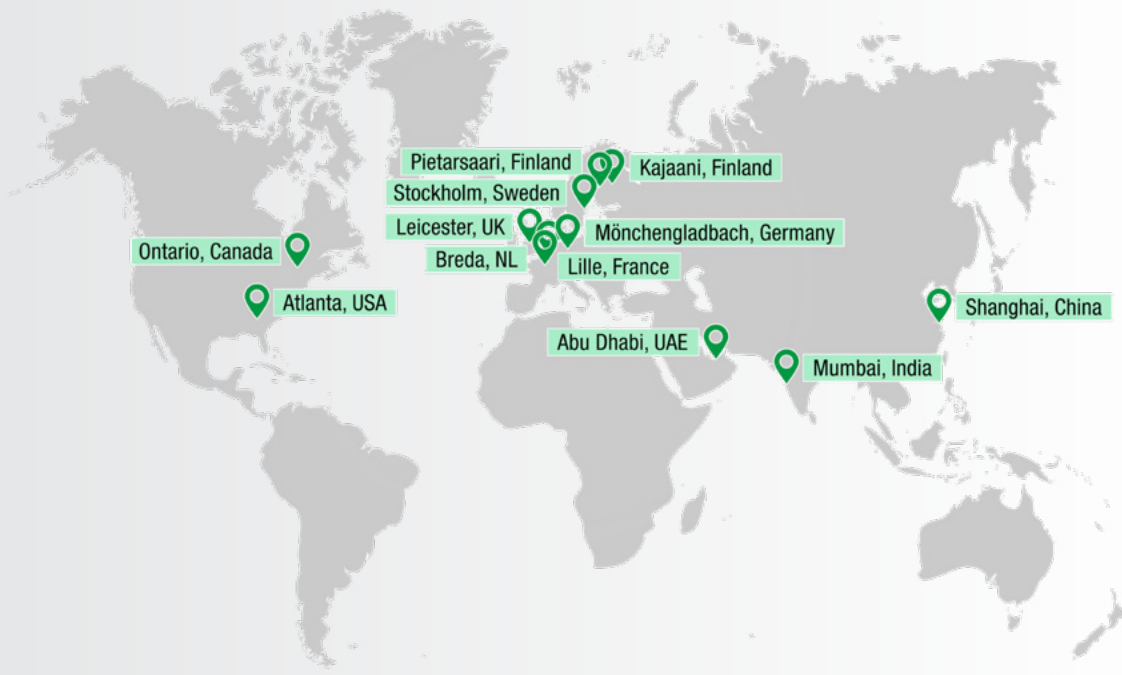 Pietarsaari, Finland
Kajaani, Finland
Stockholm, Sweden
Leicester, UK
Mönchengladbach, Germany
Ontario, Canada
Breda, NL
Lille, France
Atlanta, USA
Shanghai, China
Abu Dhabi, UAE
Mumbai, India